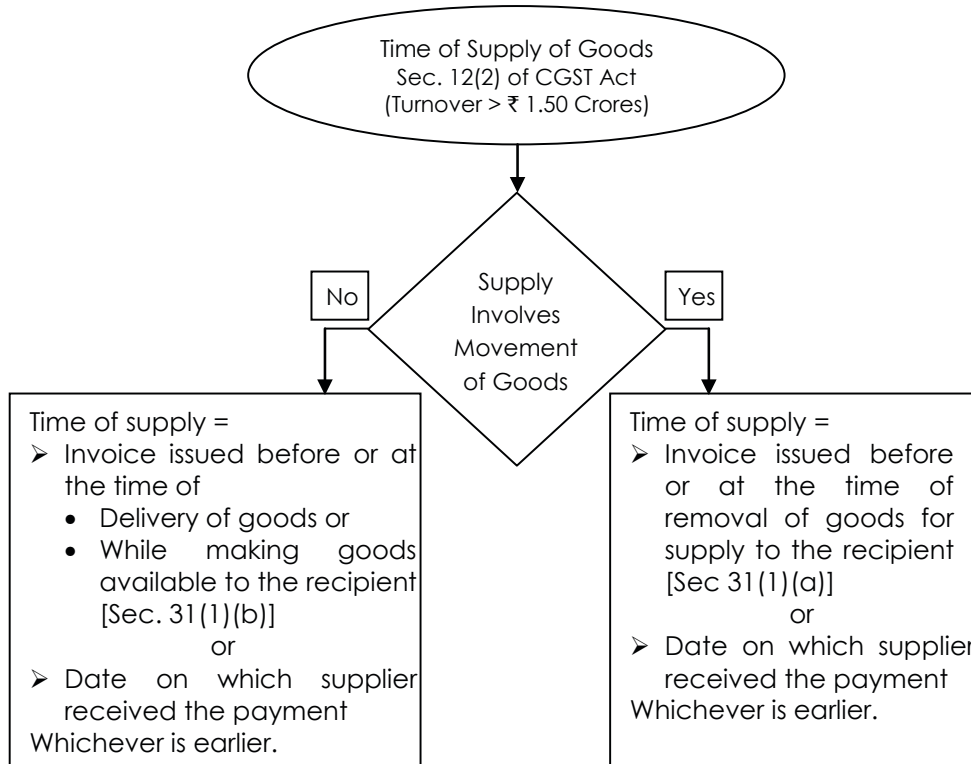 Time of Supply of Goods
Sec. 12(2) of CGST Act
(Turnover > ₹ 1.50 Crores)
Supply
Involves
Movement
of Goods
No
Yes
Time of supply =
➢ Invoice issued before or at
the time of
• Delivery of goods or
• While making goods
available to the recipient
[Sec. 31(1)(b)]
or
➢ Date on which supplier
received the payment
Whichever is earlier.
Time of supply =
➢ Invoice issued before
or at the time of
removal of goods for
supply to the recipient
[Sec 31(1)(a)]
or
➢ Date on which supplier
received the payment
Whichever is earlier.